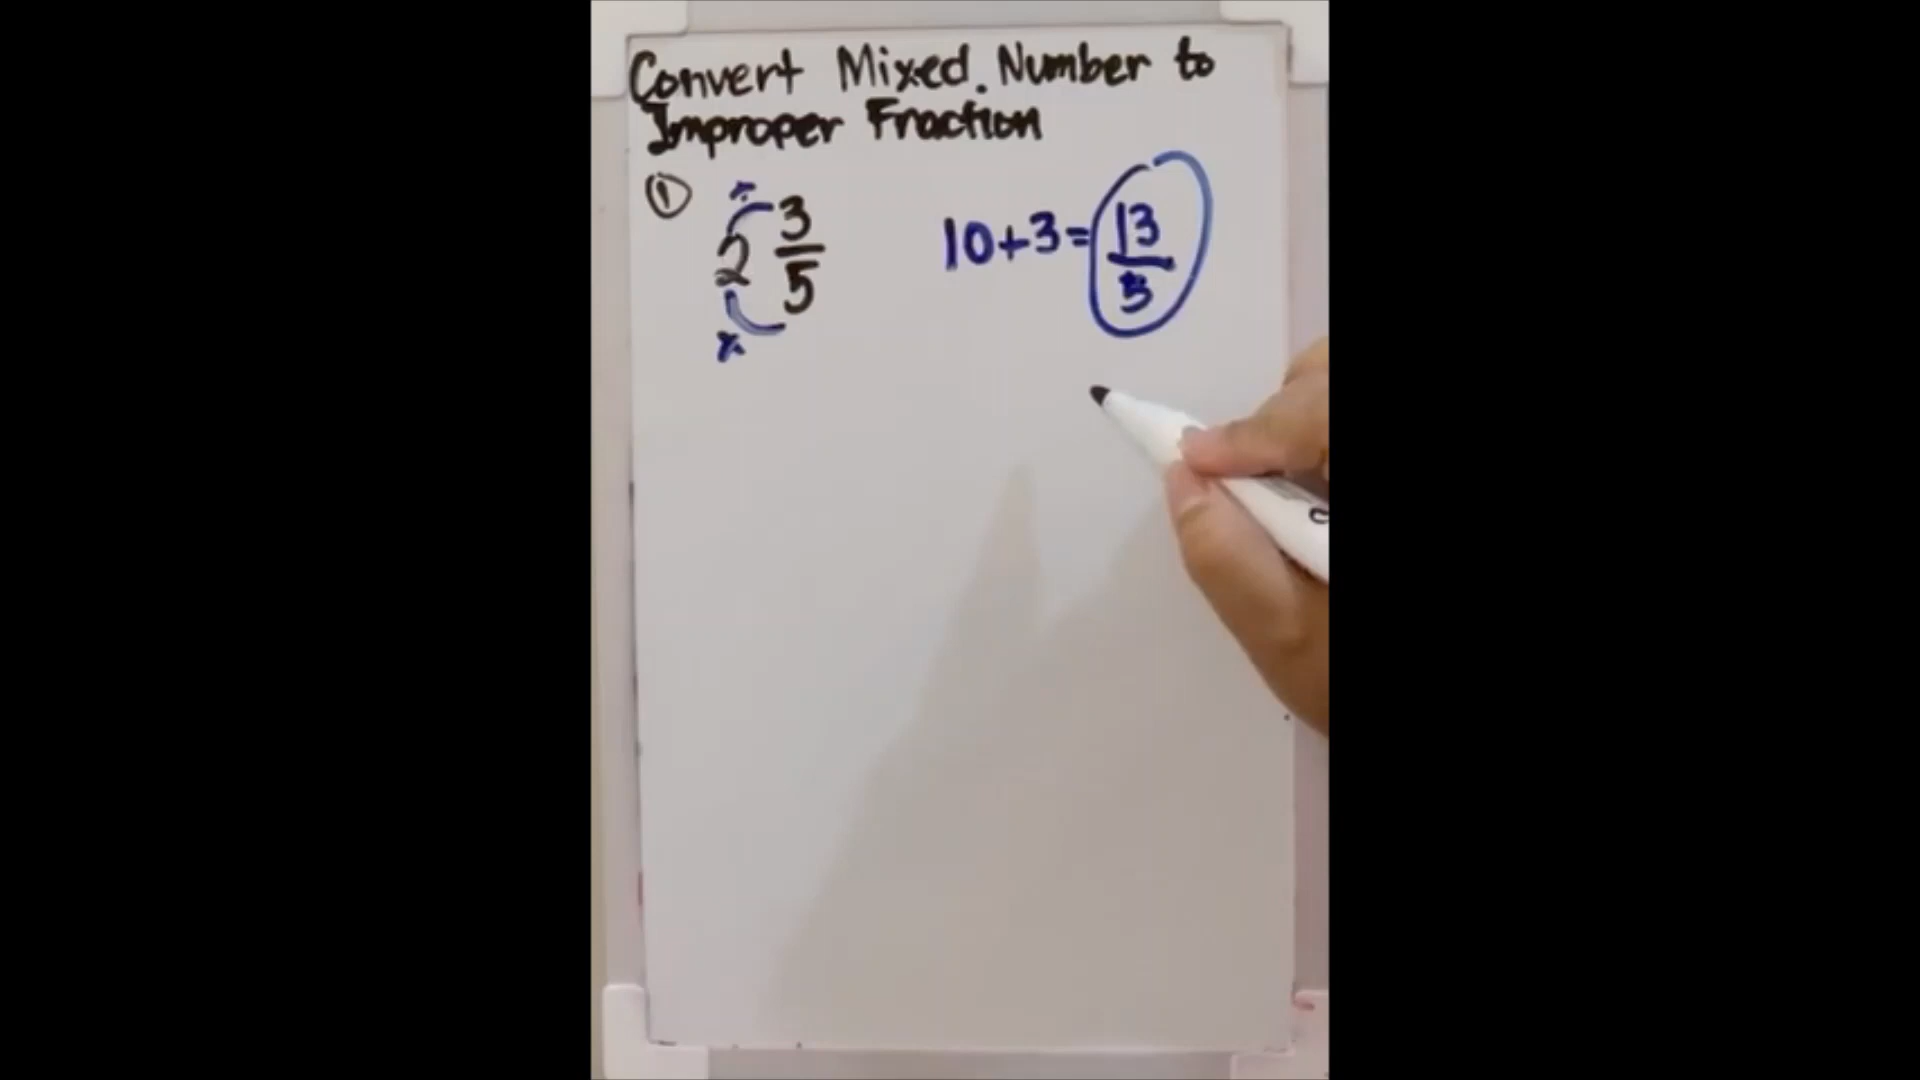 Convert Mixed Number to
Improper Fraction
① 2 3/5 10+3= 13/5
x